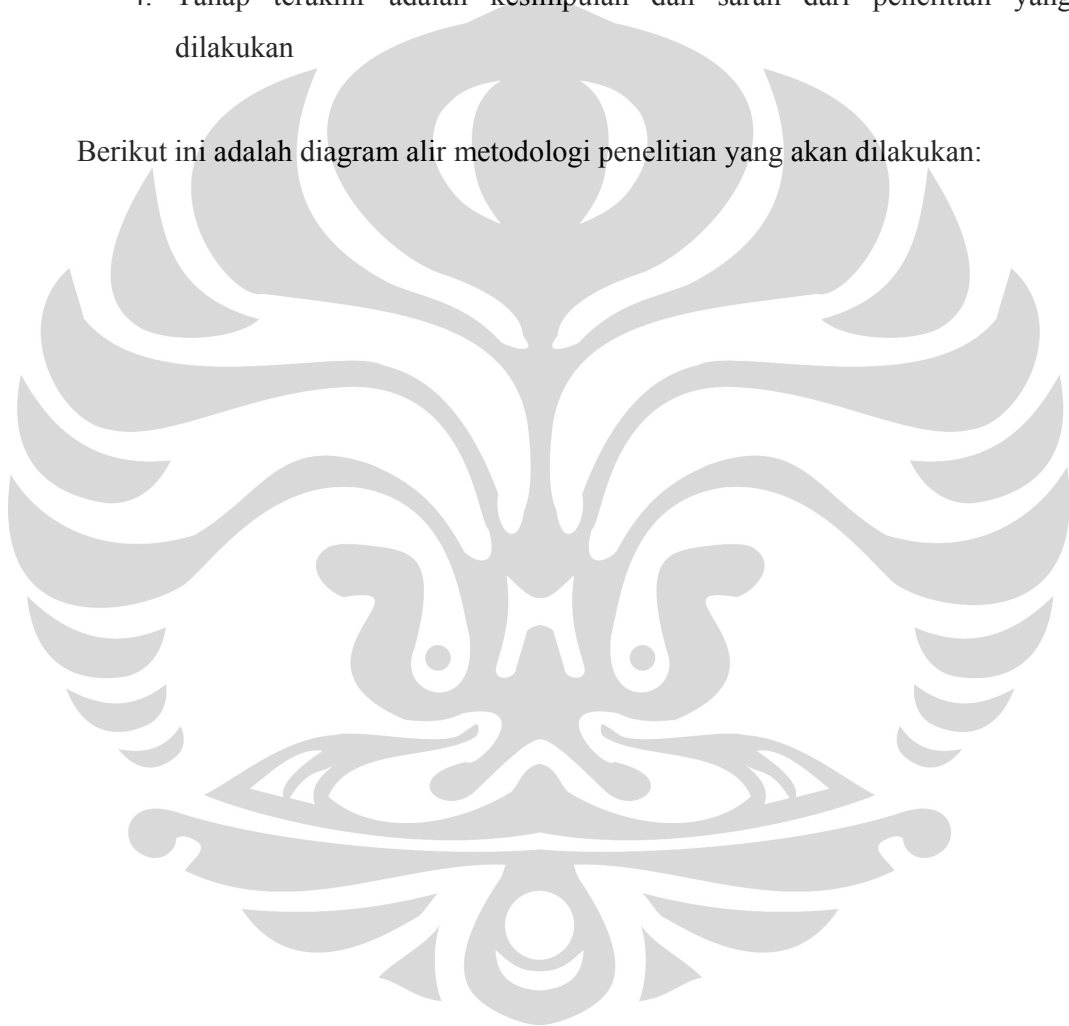 4. Tahap terakhir adalah kesimpulan dan saran dari penelitian yang
dilakukan
Berikut ini adalah diagram alir metodologi penelitian yang akan dilakukan: